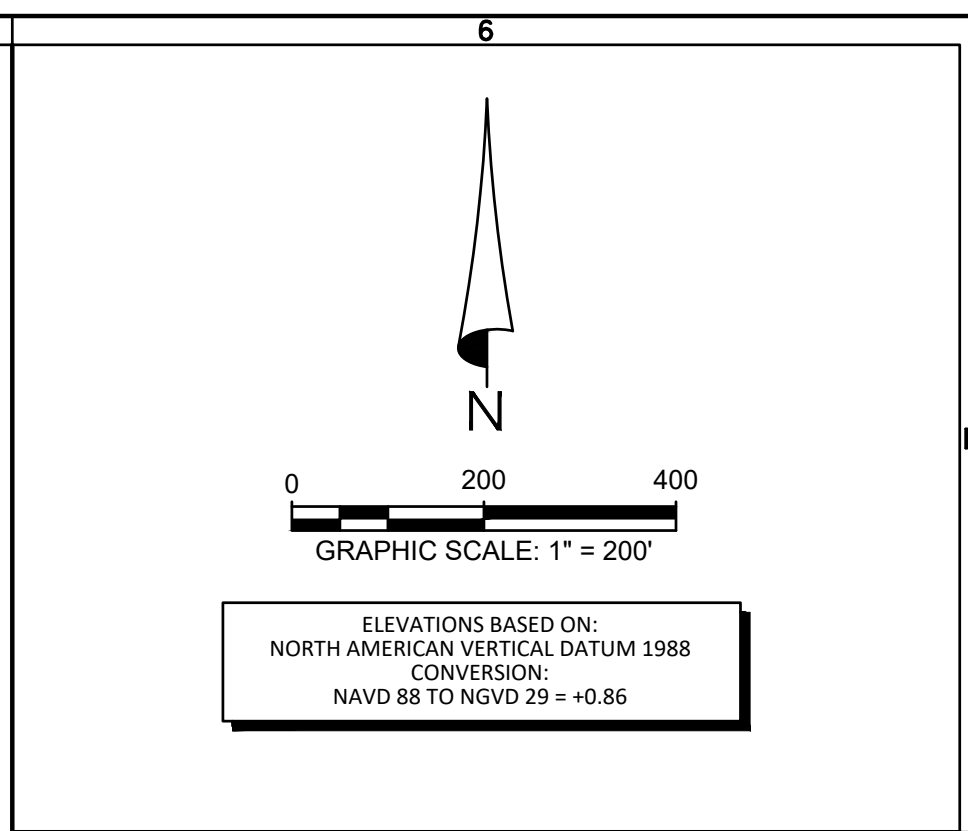 6
N
0 200 400
GRAPHIC SCALE: 1" = 200'
ELEVATIONS BASED ON:
NORTH AMERICAN VERTICAL DATUM 1988
CONVERSION:
NAVD 88 TO NGVD 29 = +0.86